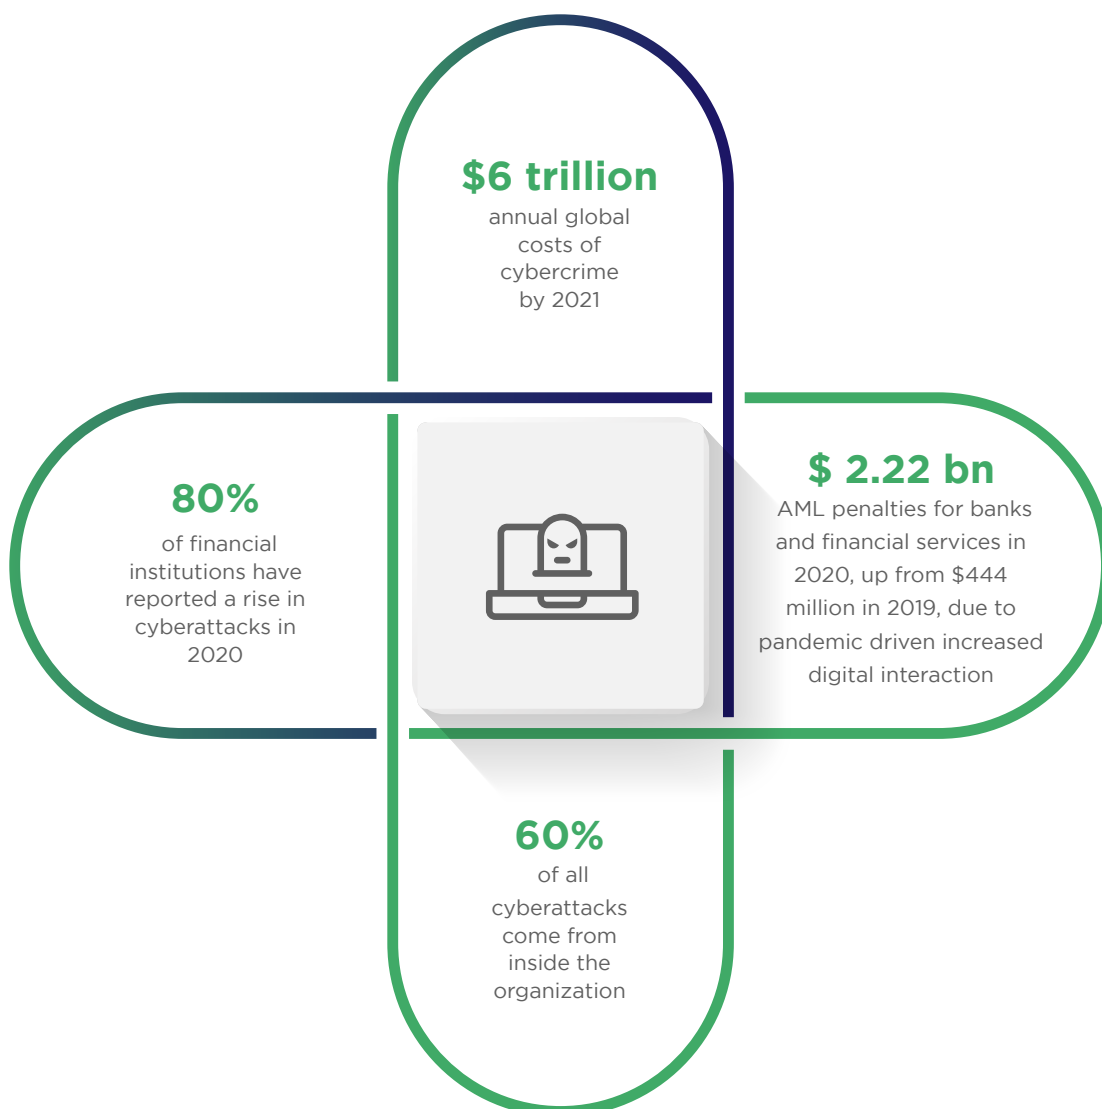 $6 trillion
annual global
costs of
cybercrime
by 2021
80%
of financial
institutions have
reported a rise in
cyberattacks in
2020
$ 2.22 bn
AML penalties for banks
and financial services in
2020, up from $444
million in 2019, due to
pandemic driven increased
digital interaction
60%
of all
cyberattacks
come from
inside the
organization